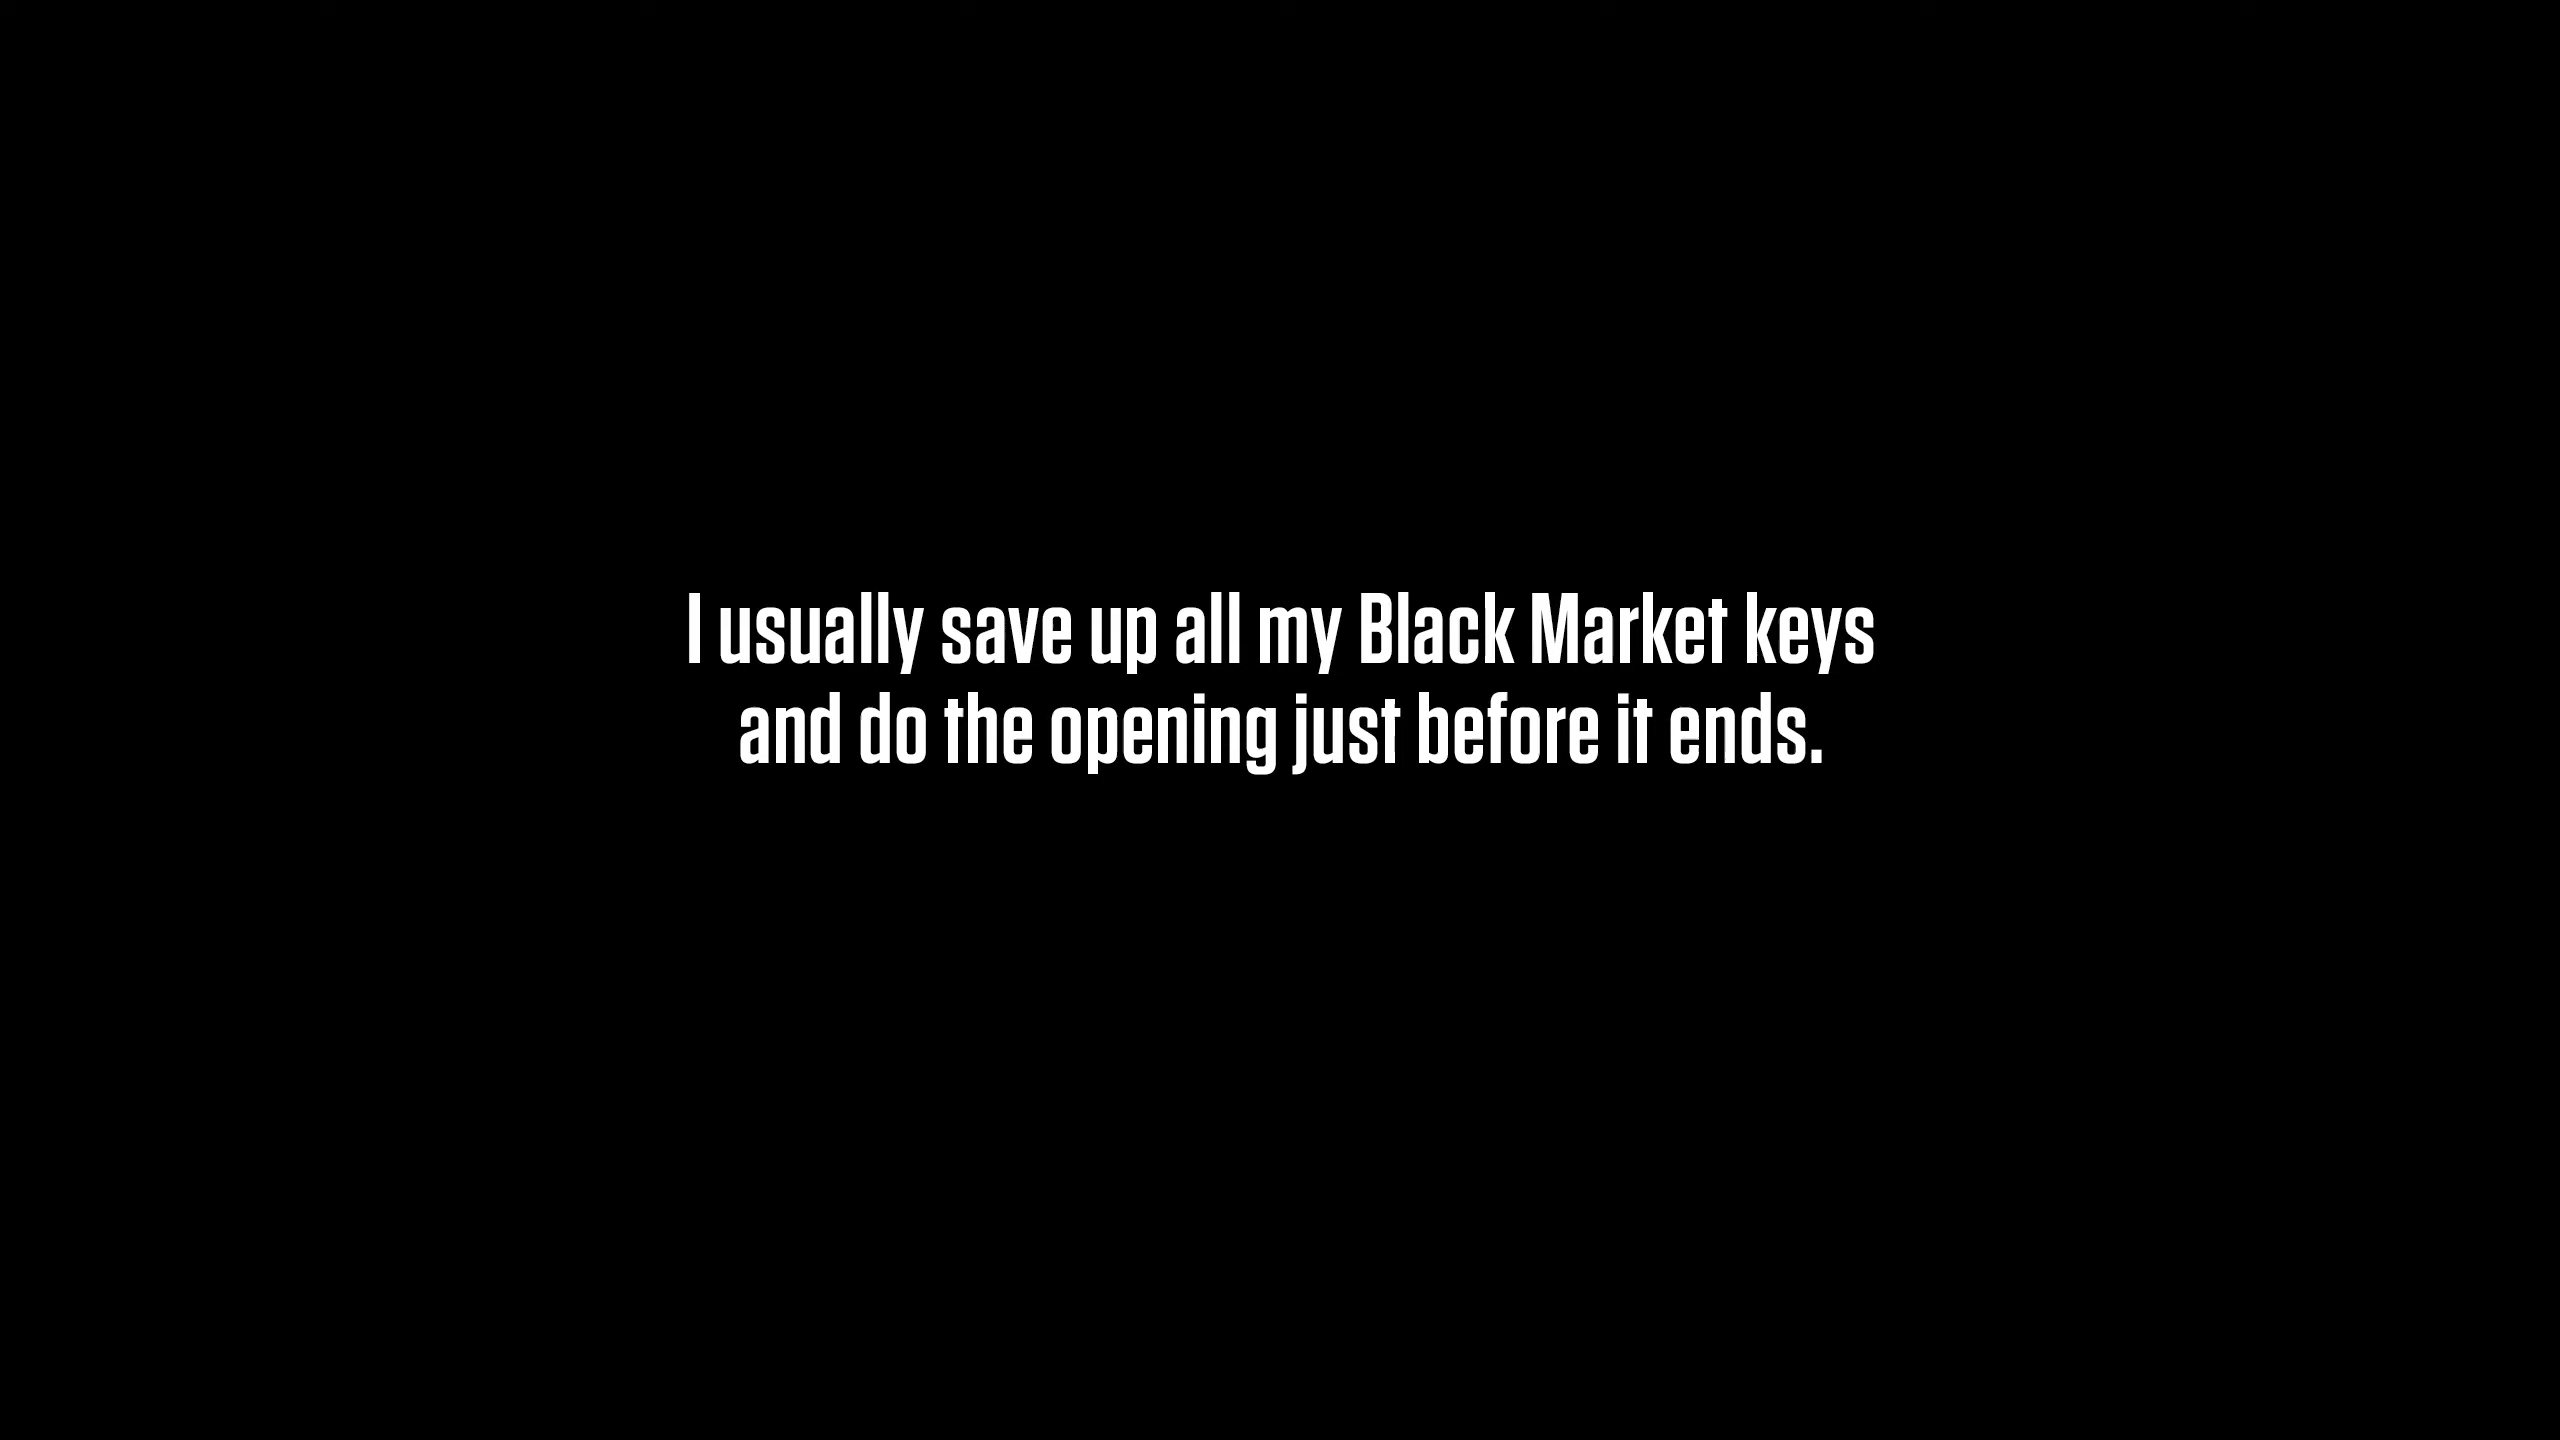 I usually save up all my Black Market keys
and do the opening just before it ends.